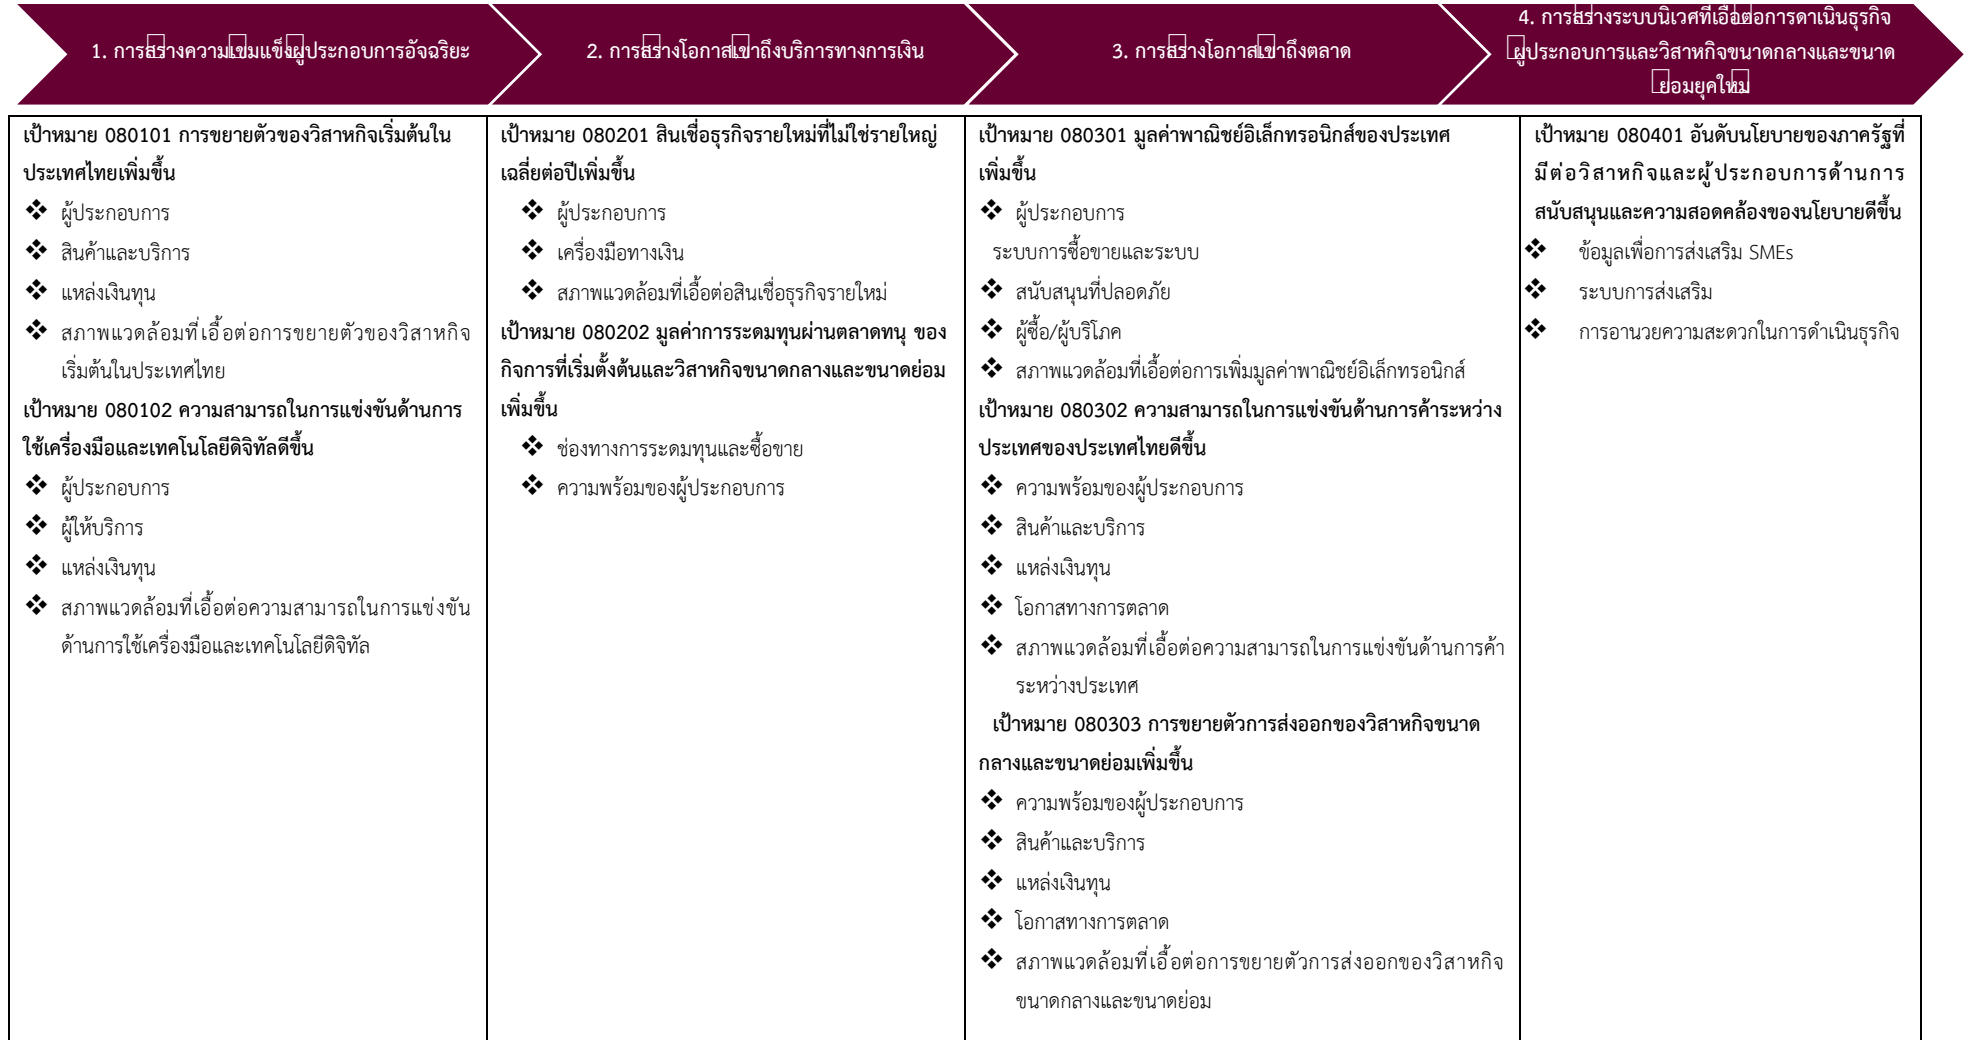 1. การสร้างความเข้มแข็งผู้ประกอบการอัจฉริยะ
2. การสร้างโอกาสเข้าถึงบริการทางการเงิน
3. การสร้างโอกาสเข้าถึงตลาด
4. การสร้างระบบนิเวศที่เอื้อต่อการดาเนินธุรกิจ
ผู้ประกอบการและวิสาหกิจขนาดกลางและขนาด
ย่อมยุคใหม่
เป้าหมาย 080101 การขยายตัวของวิสาหกิจเริ่มต้นใน
ประเทศไทยเพิ่มขึ้น
❖ ผู้ประกอบการ
❖ สินค้าและบริการ
❖ แหล่งเงินทุน
❖ สภาพแวดล้อมที่เอื้อต่อการขยายตัวของวิสาหกิจ
เริ่มต้นในประเทศไทย
เป้าหมาย 080102 ความสามารถในการแข่งขันด้านการ
ใช้เครื่องมือและเทคโนโลยีดิจิทัลดีขึ้น
❖ ผู้ประกอบการ
❖ ผู้ให้บริการ
❖ แหล่งเงินทุน
❖ สภาพแวดล้อมที่เอื้อต่อความสามารถในการแข่งขัน
ด้านการใช้เครื่องมือและเทคโนโลยีดิจิทัล
เป้าหมาย 080201 สินเชื่อธุรกิจรายใหม่ที่ไม่ใช่รายใหญ่
เฉลี่ยต่อปีเพิ่มขึ้น
❖ ผู้ประกอบการ
❖ เครื่องมือทางเงิน
❖ สภาพแวดล้อมที่เอื้อต่อสินเชื่อธุรกิจรายใหม่
เป้าหมาย 080202 มูลค่าการระดมทุนผ่านตลาดทนุ ของ
กิจการที่เริ่มตั้งต้นและวิสาหกิจขนาดกลางและขนาดย่อม
เพิ่มขึ้น
❖ ช่องทางการระดมทุนและซื้อขาย
❖ ความพร้อมของผู้ประกอบการ
เป้าหมาย 080301 มูลค่าพาณิชย์อิเล็กทรอนิกส์ของประเทศ
เพิ่มขึ้น
❖ ผู้ประกอบการ
ระบบการซื้อขายและระบบ
❖ สนับสนุนที่ปลอดภัย
❖ ผู้ซื้อ/ผู้บริโภค
❖ สภาพแวดล้อมที่เอื้อต่อการเพิ่มมูลค่าพาณิชย์อิเล็กทรอนิกส์
เป้าหมาย 080302 ความสามารถในการแข่งขันด้านการค้าระหว่าง
ประเทศของประเทศไทยดีขึ้น
❖ ความพร้อมของผู้ประกอบการ
❖ สินค้าและบริการ
❖ แหล่งเงินทุน
❖ โอกาสทางการตลาด
❖ สภาพแวดล้อมที่เอื้อต่อความสามารถในการแข่งขันด้านการค้า
ระหว่างประเทศ
เป้าหมาย 080303 การขยายตัวการส่งออกของวิสาหกิจขนาด
กลางและขนาดย่อมเพิ่มขึ้น
❖ ความพร้อมของผู้ประกอบการ
❖ สินค้าและบริการ
❖ แหล่งเงินทุน
❖ โอกาสทางการตลาด
❖ สภาพแวดล้อมที่เอื้อต่อการขยายตัวการส่งออกของวิสาหกิจ
ขนาดกลางและขนาดย่อม
เป้าหมาย 080401 อันดับนโยบายของภาครัฐที่
มีต่อวิสาหกิจและผู้ประกอบการด้านการ
สนับสนุนและความสอดคล้องของนโยบายดีขึ้น
❖ ข้อมูลเพื่อการส่งเสริม SMEs
❖ ระบบการส่งเสริม
❖ การอานวยความสะดวกในการดำเนินธุรกิจ